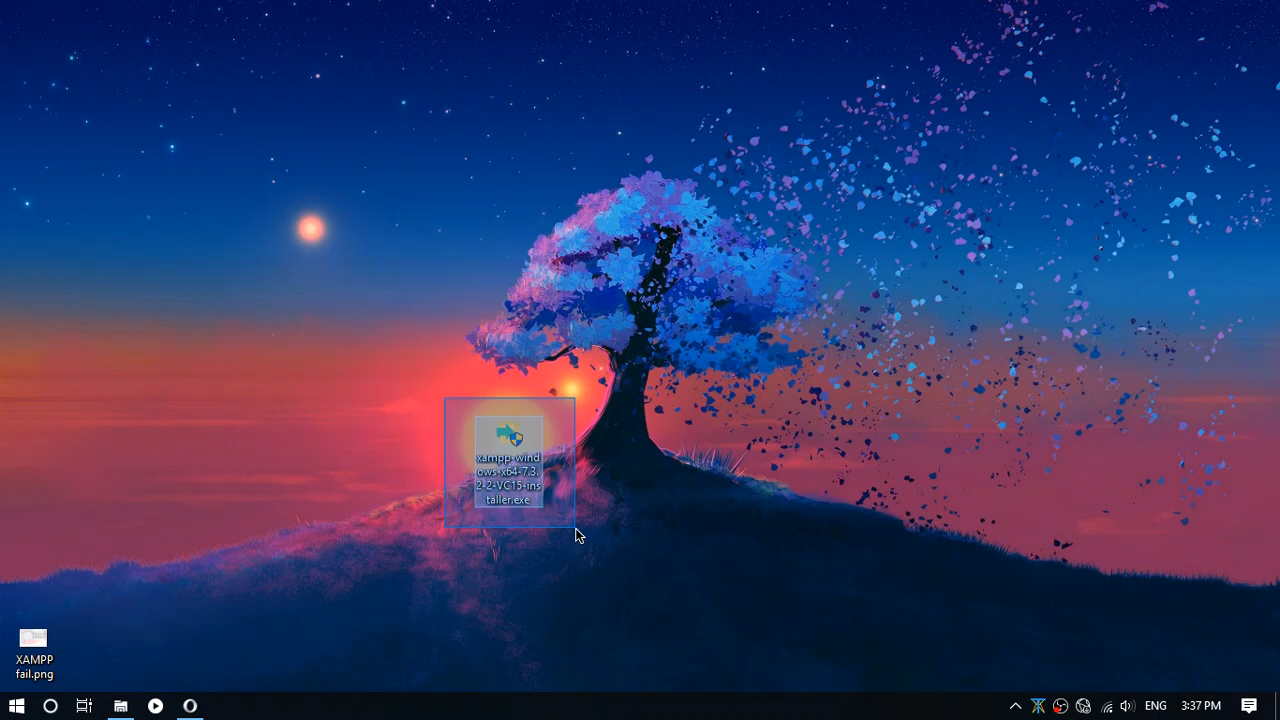 xampp-wind
ows-x64-7.3.
2-2-VC15-ins
taller.exe
XAMPP
fail.png
ENG
3:37 PM